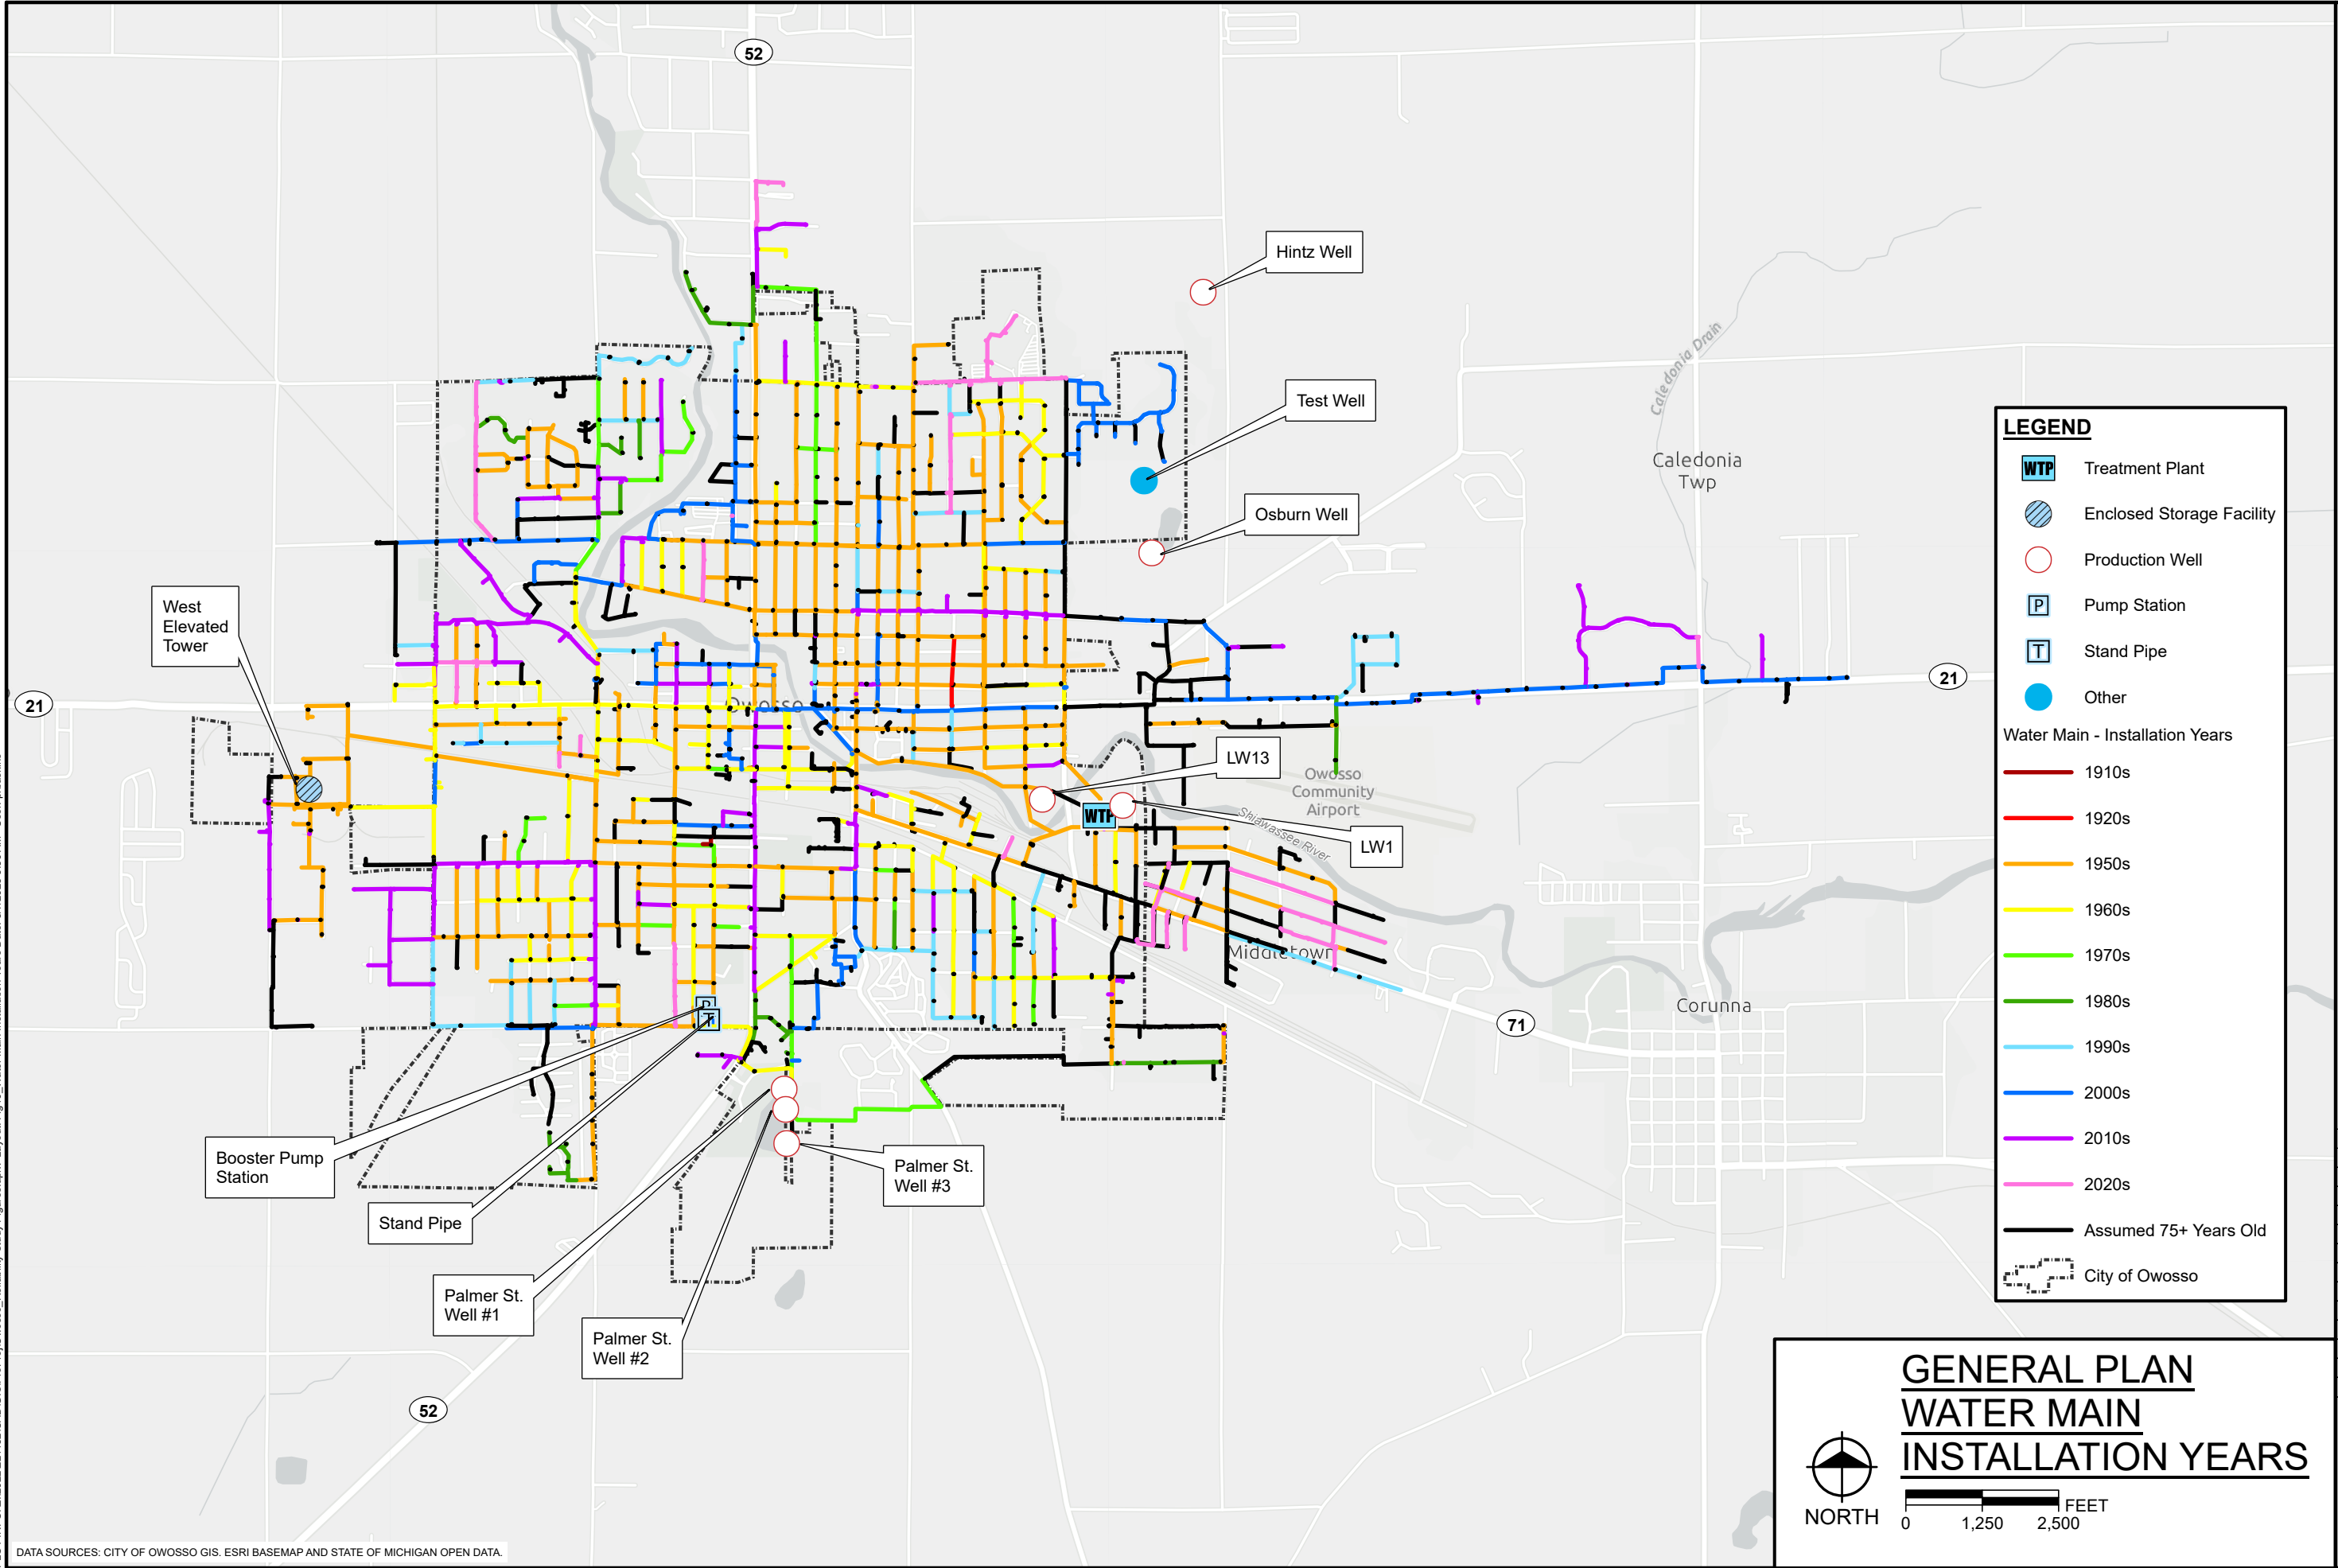 52
Hintz Well
Test Well
Caledonia Drain
Caledonia
Twp
Osburn Well
West
Elevated
Tower
21
21
Owosso
LW13
Owosso
Community
Airport
WTP
Shiawassee River
LW1
Middletown
P
T
Corunna
71
Booster Pump
Station
Stand Pipe
Palmer St.
Well #3
Palmer St.
Well #1
Palmer St.
Well #2
52
LEGEND
WTP Treatment Plant
Enclosed Storage Facility
Production Well
P Pump Station
T Stand Pipe
Other
Water Main - Installation Years
1910s
1920s
1950s
1960s
1970s
1980s
1990s
2000s
2010s
2020s
Assumed 75+ Years Old
City of Owosso
GENERAL PLAN
WATER MAIN
INSTALLATION YEARS
NORTH
FEET
0 1,250 2,500
DATA SOURCES: CITY OF OWOSSO GIS. ESRI BASEMAP AND STATE OF MICHIGAN OPEN DATA.